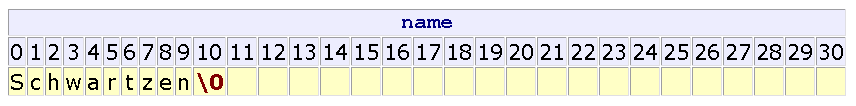 name
0 1 2 3 4 5 6 7 8 9 10 11 12 13 14 15 16 17 18 19 20 21 22 23 24 25 26 27 28 29 30
S c h w a r t z e n \0